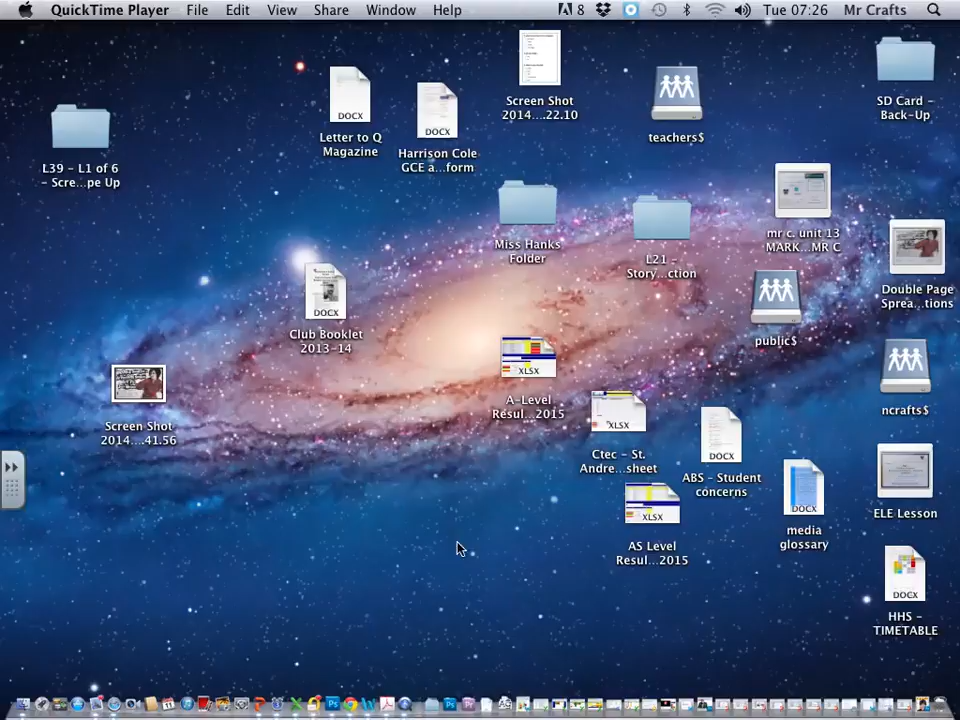 QuickTime Player File Edit View Share Window Help 8 Tue 07:26 Mr Crafts
L39 - L1 of 6
- Scre...pe Up
DOCX
Letter to Q
Magazine
DOCX
Harrison Cole
GCE a...form
Screen Shot
2014....22.10
teachers$
SD Card -
Back-Up
Miss Hanks
Folder
L21 -
Story...ction
mr c. unit 13
MARK...MR C
Double Page
Sprea...tions
DOCX
Club Booklet
2013-14
public$
XLSX
A-Level
Resul...2015
ncrafts$
Screen Shot
2014....41.56
XLSX
Ctec - St.
Andre...sheet
DOCX
ABS - Student
concerns
XLSX
AS Level
Resul...2015
DOCX
media
glossary
ELE Lesson
DOCX
HHS -
TIMETABLE